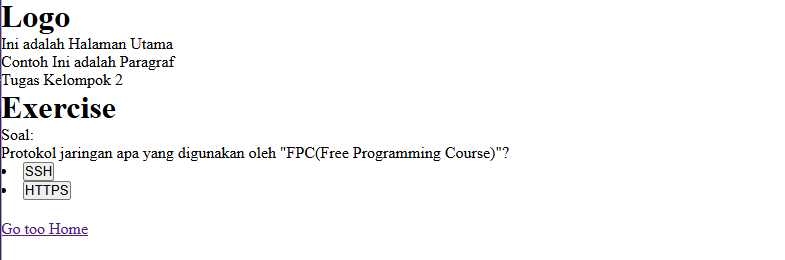 Logo
Ini adalah Halaman Utama
Contoh Ini adalah Paragraf
Tugas Kelompok 2
Exercise
Soal:
Protokol jaringan apa yang digunakan oleh "FPC(Free Programming Course)"?
SSH
HTTPS
Go too Home